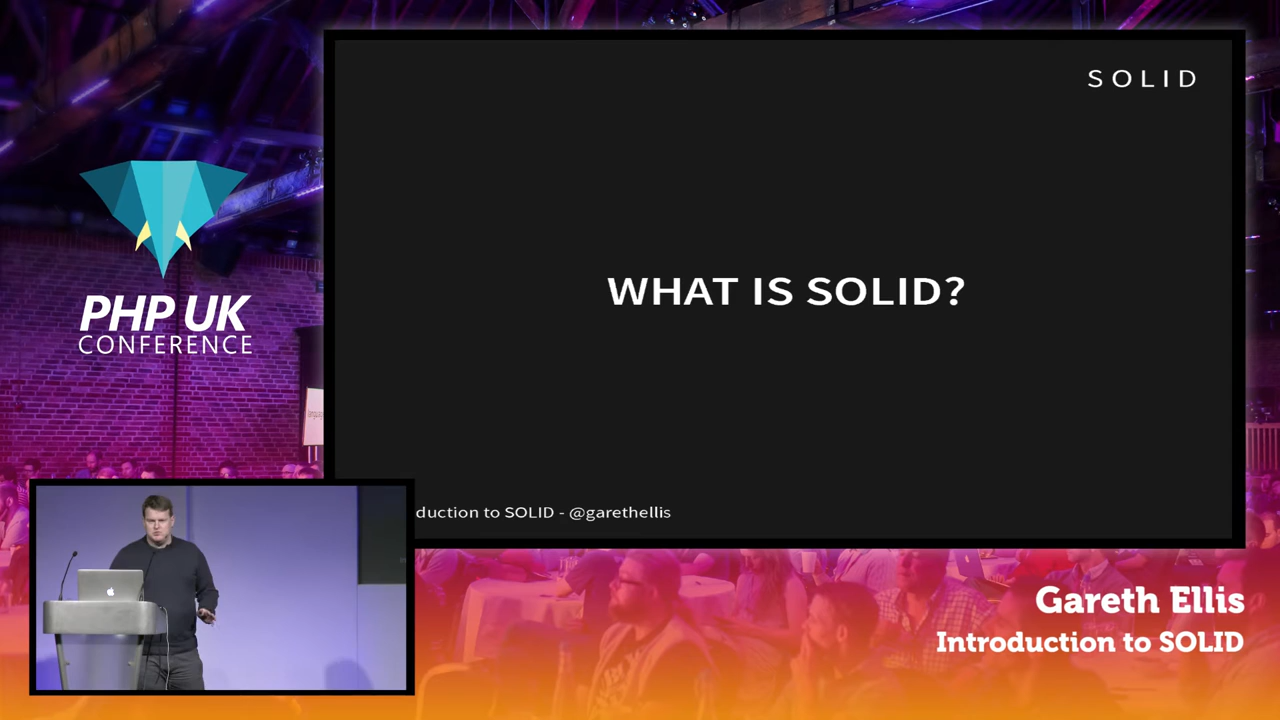 SOLID
WHAT IS SOLID?
duction to SOLID - @garethellis
PHP UK
CONFERENCE
Gareth Ellis
Introduction to SOLID